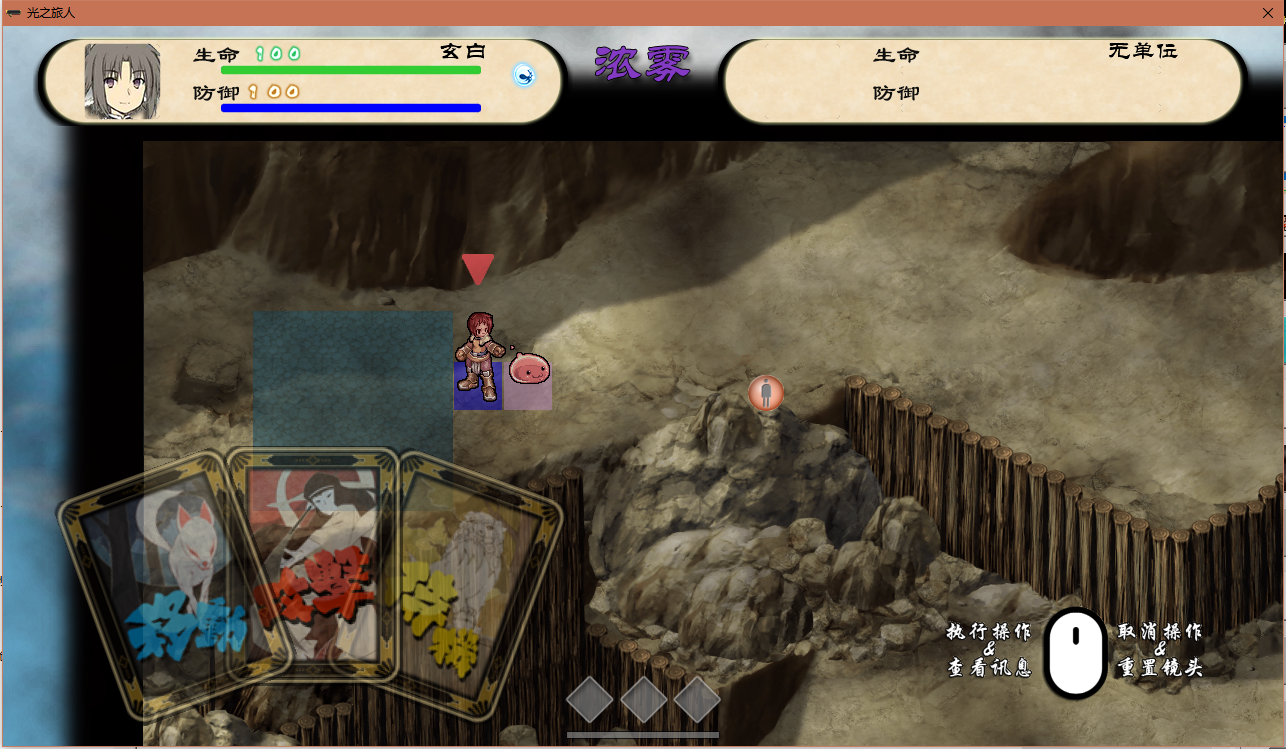 光之旅人
生命 100
玄白
防御 100
浓雾
生命
无单位
防御
移動
攻撃
待機
执行操作
&
查看讯息
取消操作
&
重置镜头